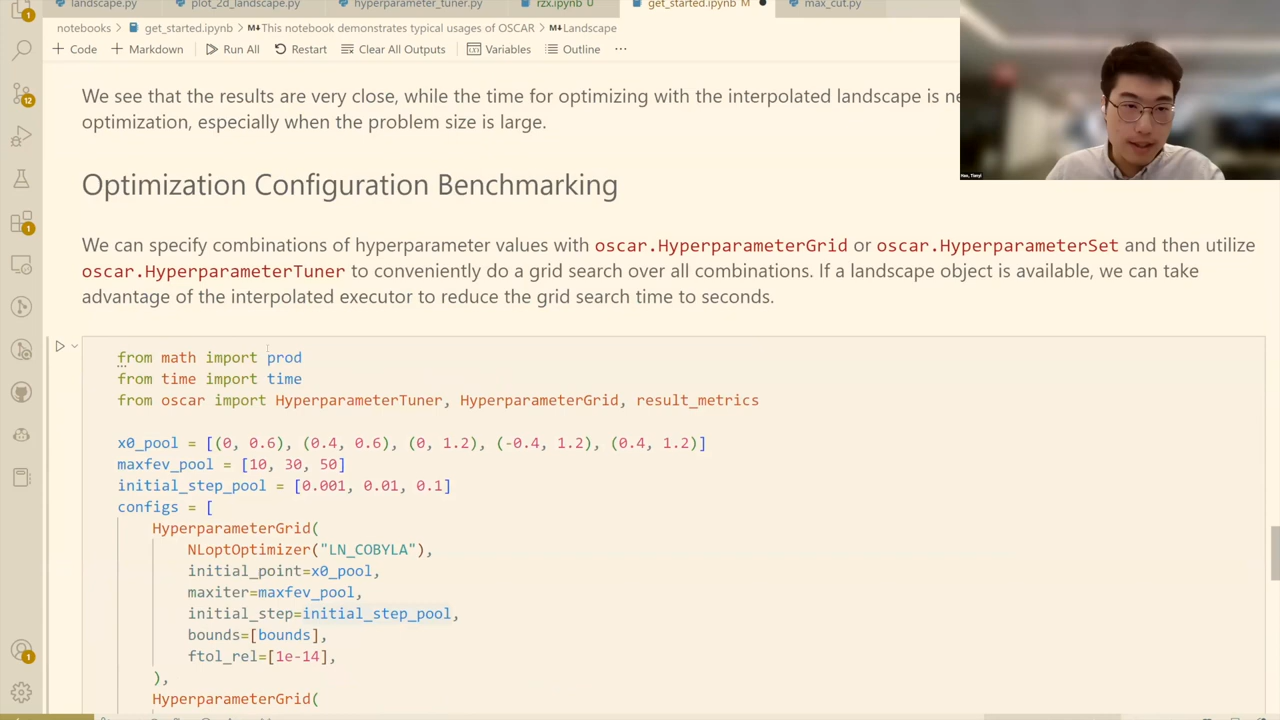 landscape.py plot_2d_landscape.py hyperparameter_tuner.py rzx.ipynb U get_started.ipynb M max_cut.py
notebooks > get_started.ipynb > M↓This notebook demonstrates typical usages of OSCAR > M↓Landscape
+ Code + Markdown Run All Restart Clear All Outputs Variables Outline ...
We see that the results are very close, while the time for optimizing with the interpolated landscape is ne
optimization, especially when the problem size is large.
Optimization Configuration Benchmarking
We can specify combinations of hyperparameter values with oscar.HyperparameterGrid or oscar.HyperparameterSet and then utilize
oscar.HyperparameterTuner to conveniently do a grid search over all combinations. If a landscape object is available, we can take
advantage of the interpolated executor to reduce the grid search time to seconds.
from math import prod
from time import time
from oscar import HyperparameterTuner, HyperparameterGrid, result_metrics
x0_pool = [(0, 0.6), (0.4, 0.6), (0, 1.2), (-0.4, 1.2), (0.4, 1.2)]
maxfev_pool = [10, 30, 50]
initial_step_pool = [0.001, 0.01, 0.1]
configs = [
HyperparameterGrid(
NLoptOptimizer("LN_COBYLA"),
initial_point=x0_pool,
maxiter=maxfev_pool,
initial_step=initial_step_pool,
bounds=[bounds],
ftol_rel=[1e-14],
),
HyperparameterGrid(
12
1
1
1